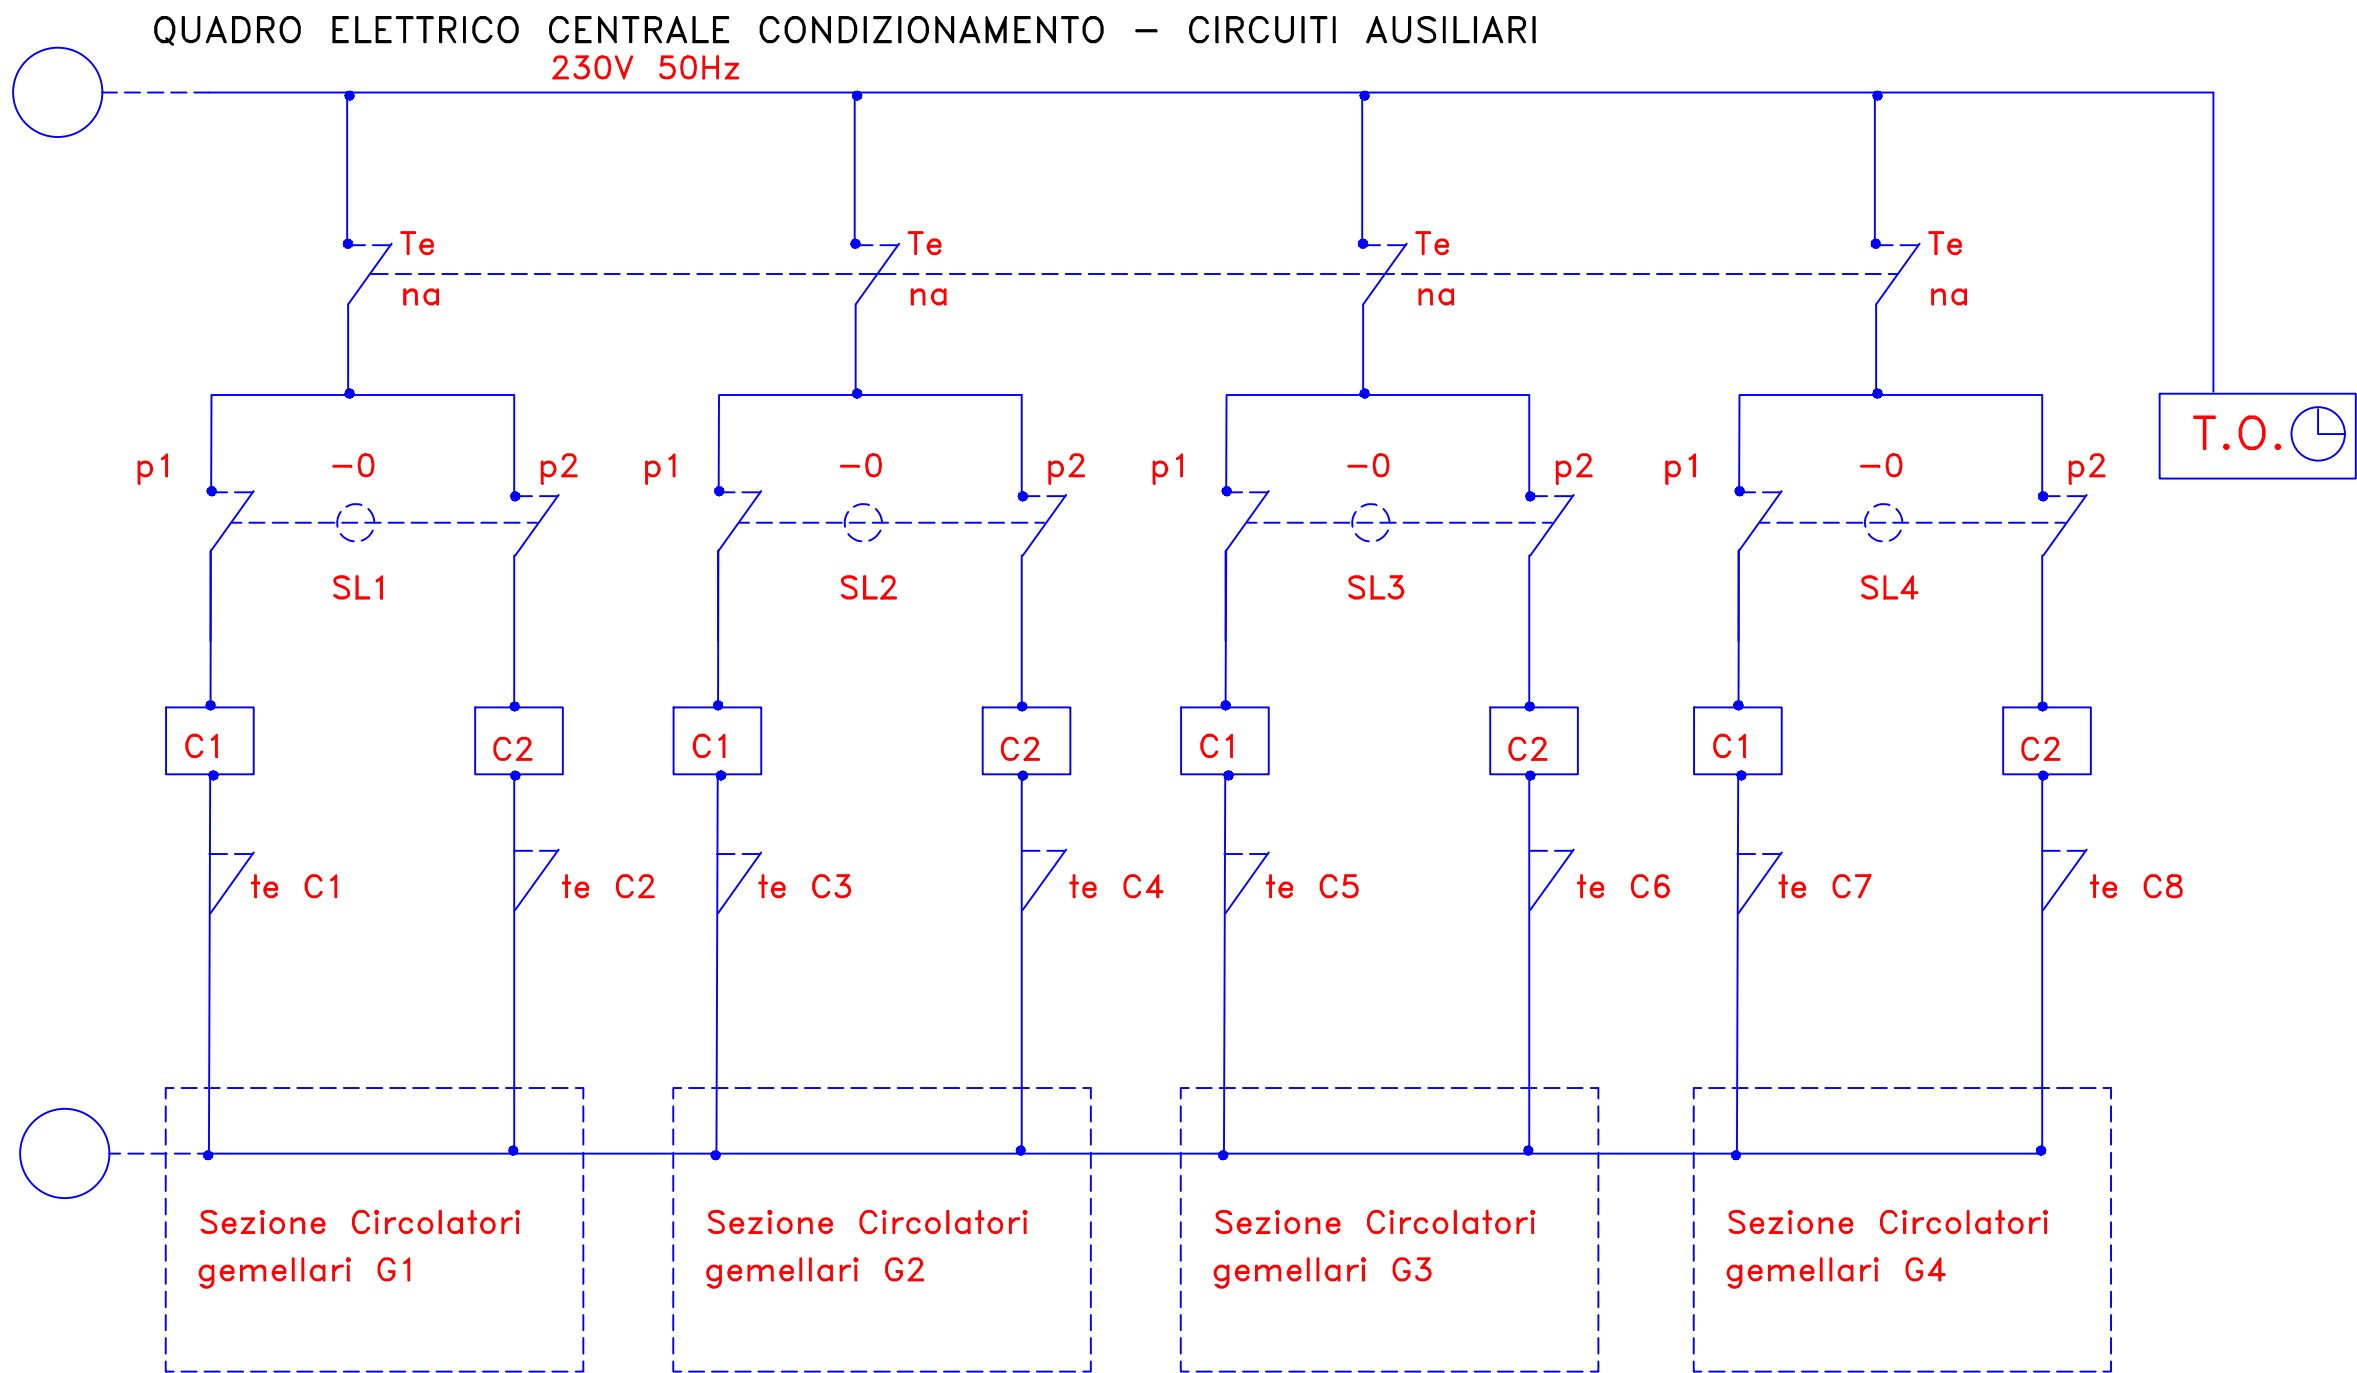 QUADRO ELETTRICO CENTRALE CONDIZIONAMENTO – CIRCUITI AUSILIARI
230V 50Hz
Te Te Te Te
na na na na
T.O.
p1 –0 p2 p1 –0 p2 p1 –0 p2 p1 –0 p2
SL1 SL2 SL3 SL4
C1 C2 C1 C2 C1 C2 C1 C2
te C1 te C2 te C3 te C4 te C5 te C6 te C7 te C8
Sezione Circolatori
gemellari G1
Sezione Circolatori
gemellari G2
Sezione Circolatori
gemellari G3
Sezione Circolatori
gemellari G4